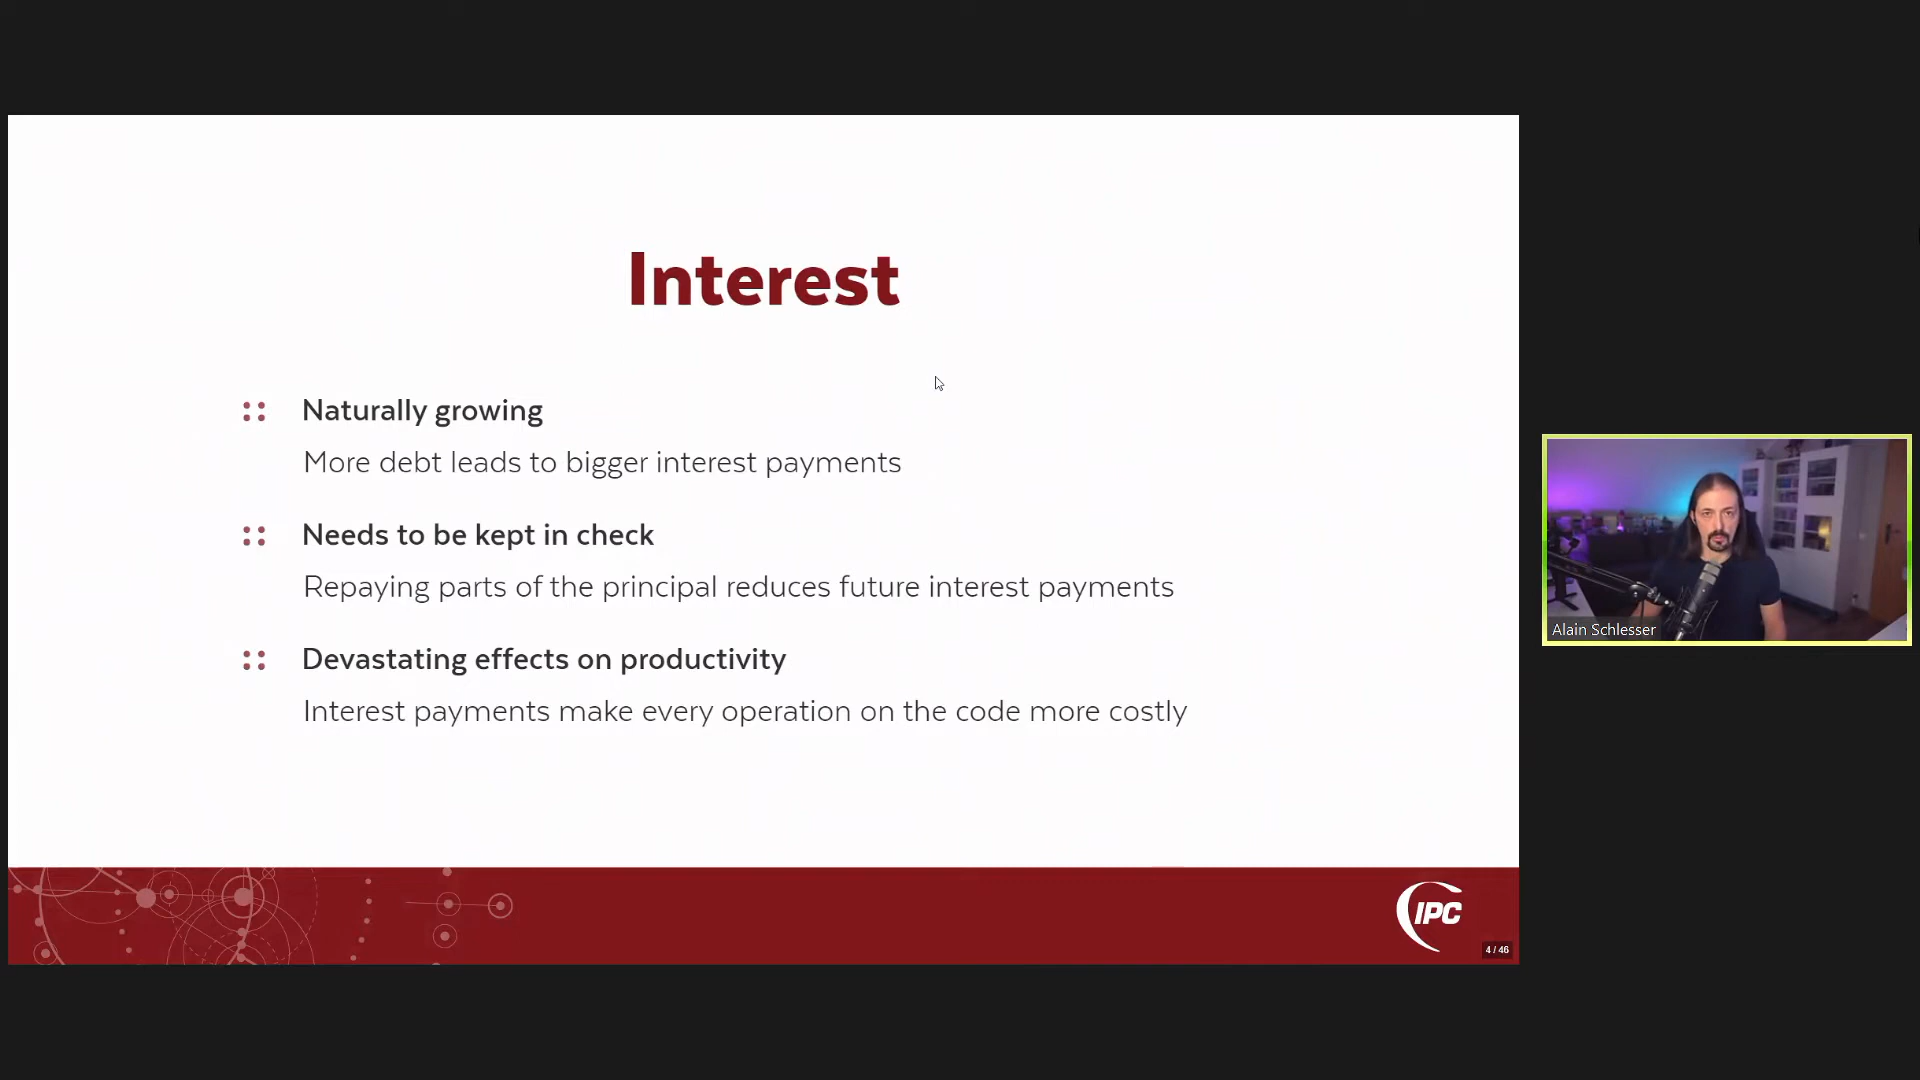 Interest
Naturally growing
More debt leads to bigger interest payments
Needs to be kept in check
Repaying parts of the principal reduces future interest payments
Devastating effects on productivity
Interest payments make every operation on the code more costly
IPC
4 / 46
Alain Schlesser